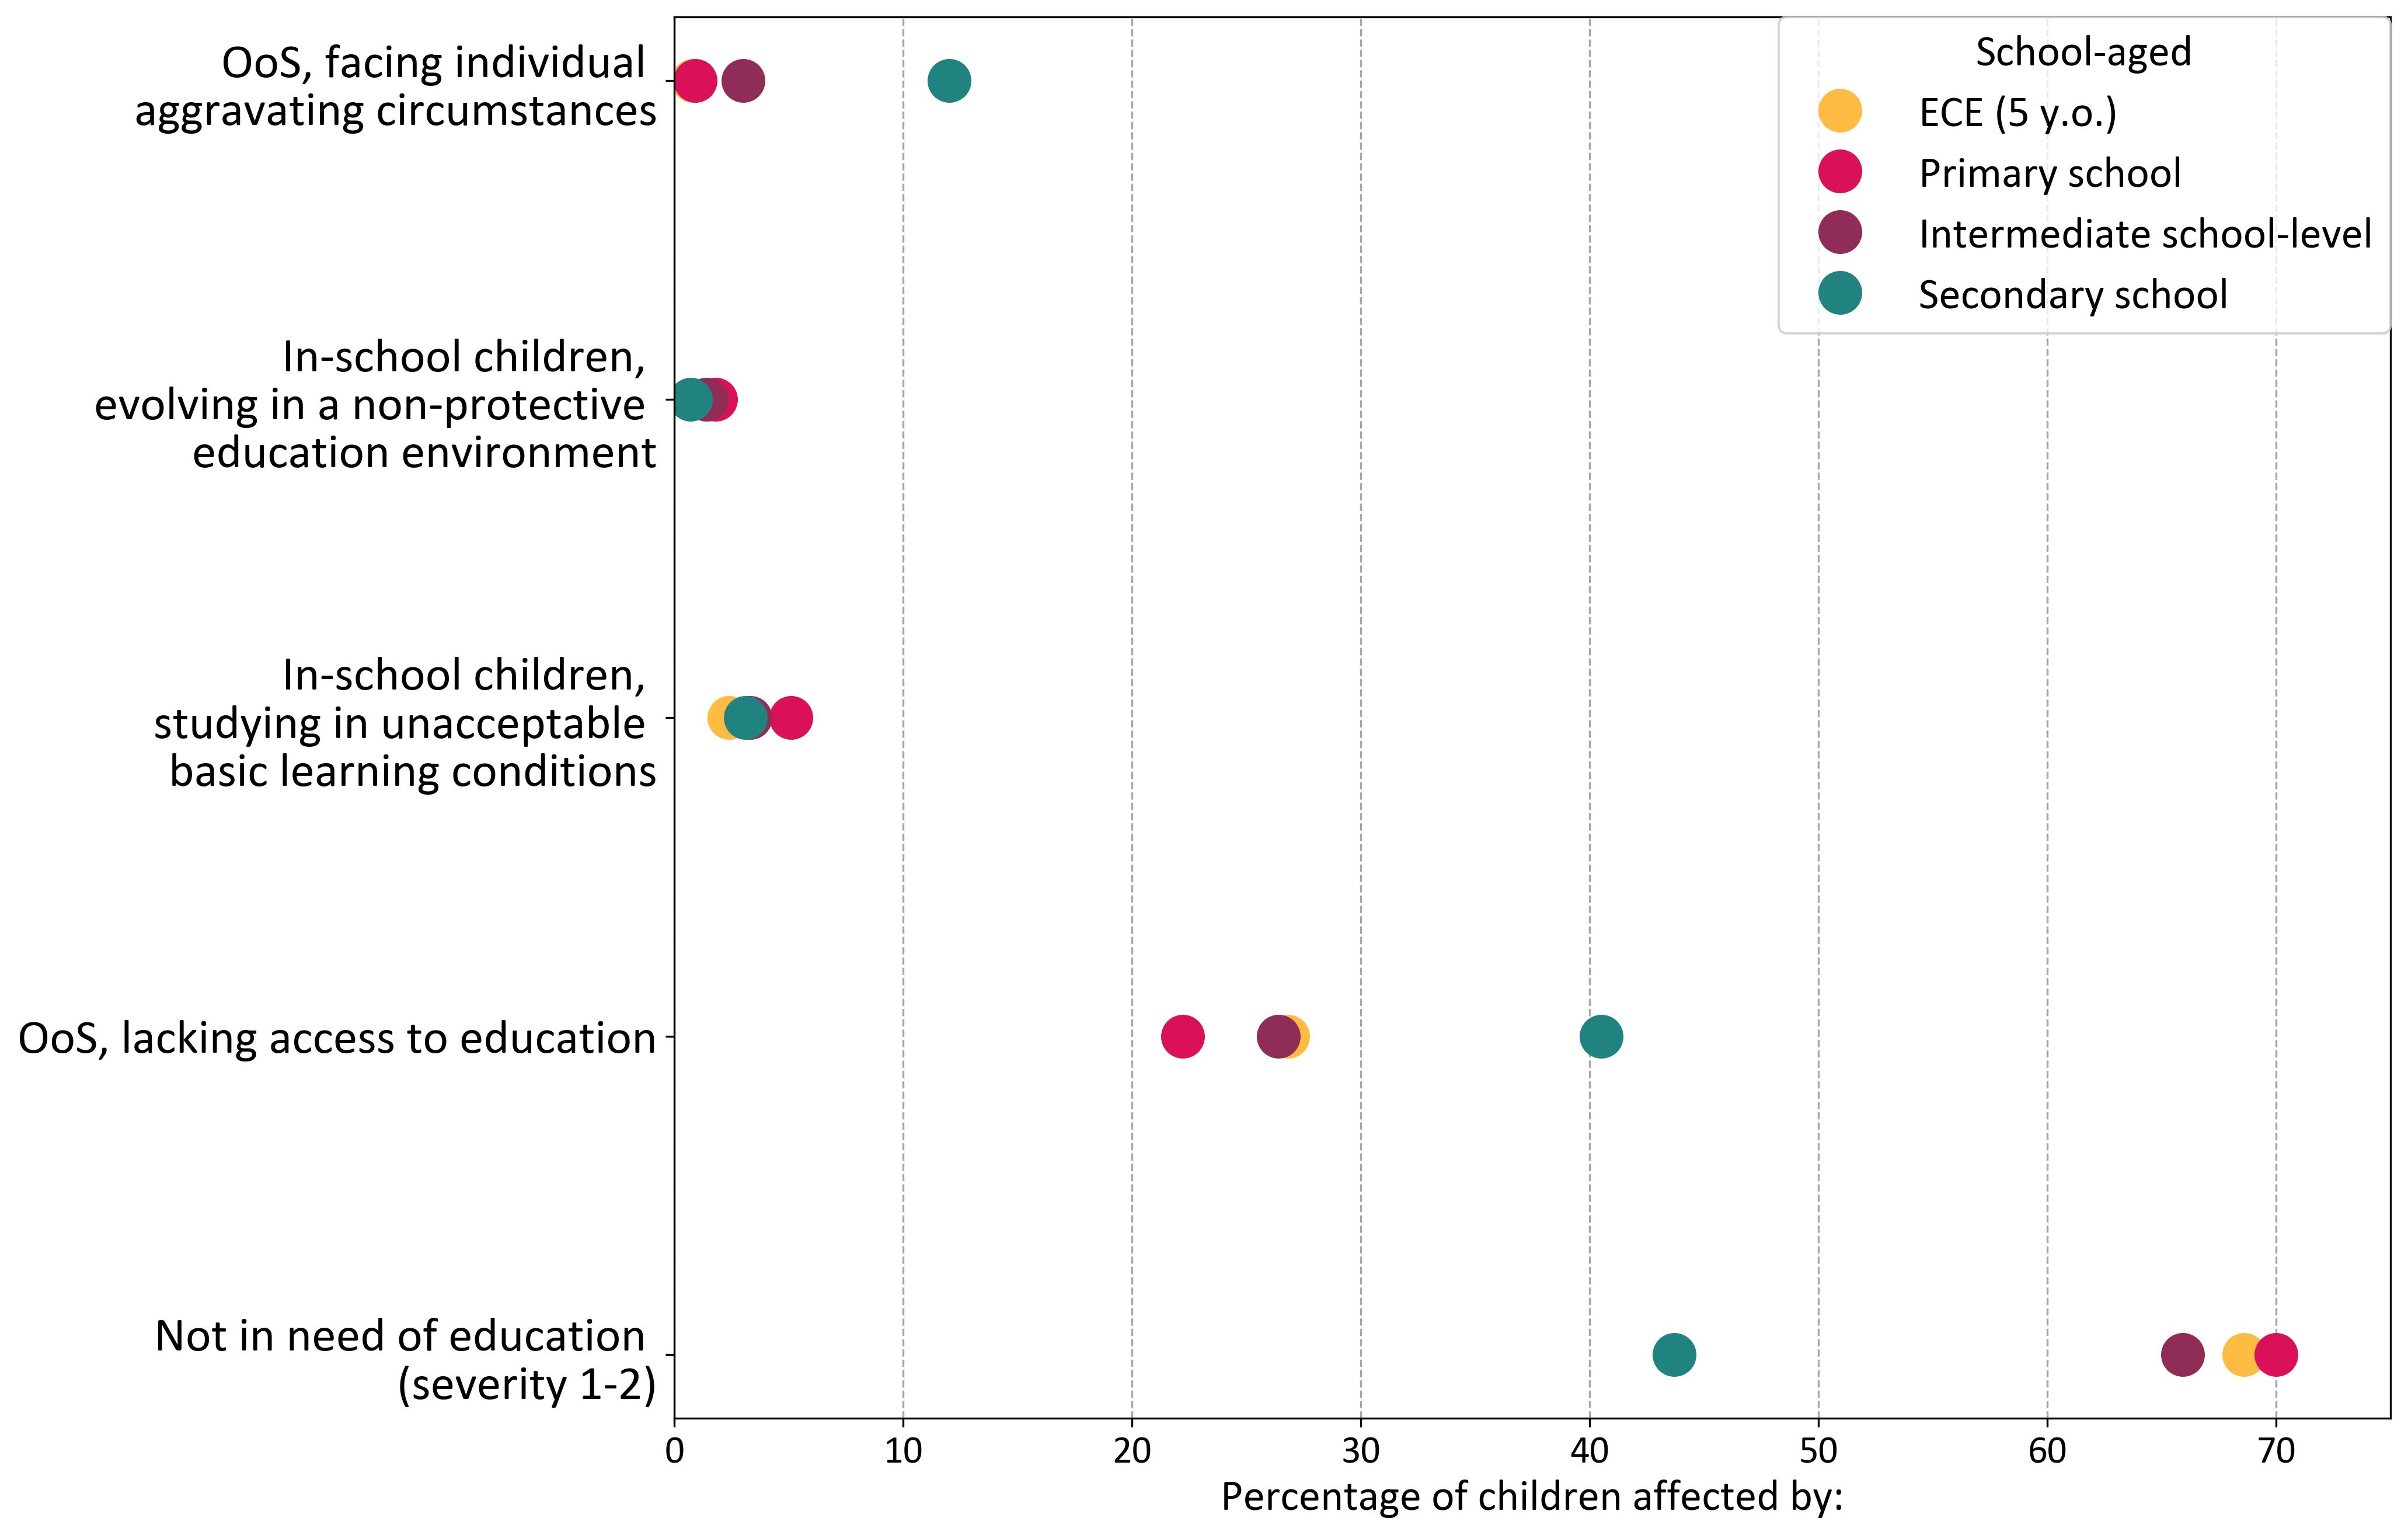 OoS, facing individual
aggravating circumstances
In-school children,
evolving in a non-protective
education environment
In-school children,
studying in unacceptable
basic learning conditions
OoS, lacking access to education
Not in need of education
(severity 1-2)
School-aged
ECE (5 y.o.)
Primary school
Intermediate school-level
Secondary school
0 10 20 30 40 50 60 70
Percentage of children affected by: